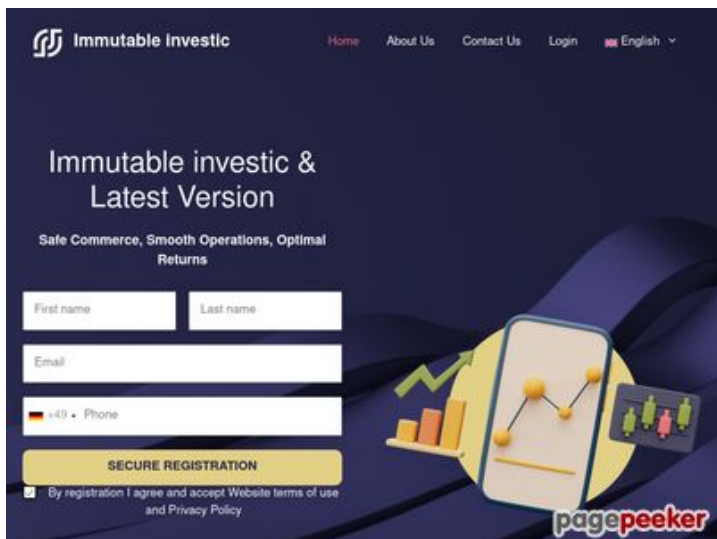 Immutable investic
Home About Us Contact Us Login English
Immutable investic &
Latest Version
Safe Commerce, Smooth Operations, Optimal
Returns
First name Last name
Email
+49 Phone
SECURE REGISTRATION
By registration I agree and accept Website terms of use
and Privacy Policy
pagepeeker